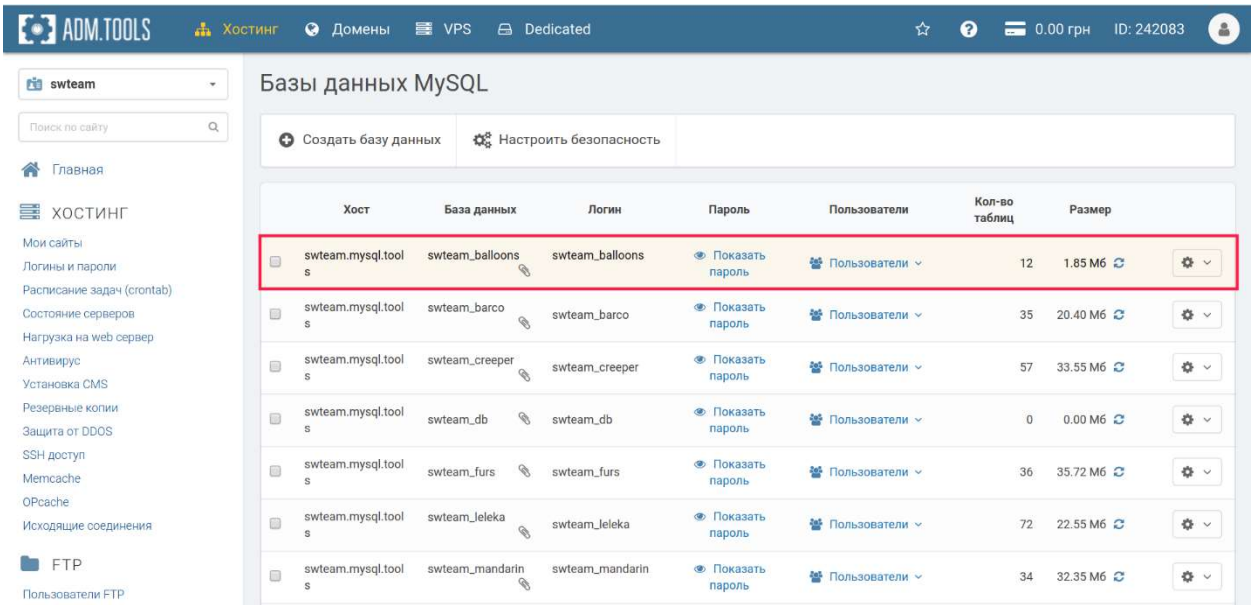 ADM.TOOLS Хостинг Домены VPS Dedicated 0.00 грн ID: 242083
swteam
Поиск по сайту
Главная
ХОСТИНГ
Мои сайты
Логины и пароли
Расписание задач (crontab)
Состояние серверов
Нагрузка на web сервер
Антивирус
Установка CMS
Резервные копии
Защита от DDOS
SSH доступ
Memcache
OPcache
Исходящие соединения
FTP
Пользователи FTP
Базы данных MySQL
Создать базу данных Настроить безопасность
Хост База данных Логин Пароль Пользователи Кол-во таблиц Размер
swteam.mysql.tool
s swteam_balloons swteam_balloons Показать пароль Пользователи 12 1.85 Мб
swteam.mysql.tool
s swteam_barco swteam_barco Показать пароль Пользователи 35 20.40 Мб
swteam.mysql.tool
s swteam_creeper swteam_creeper Показать пароль Пользователи 57 33.55 Мб
swteam.mysql.tool
s swteam_db swteam_db Показать пароль Пользователи 0 0.00 Мб
swteam.mysql.tool
s swteam_furs swteam_furs Показать пароль Пользователи 36 35.72 Мб
swteam.mysql.tool
s swteam_leleka swteam_leleka Показать пароль Пользователи 72 22.55 Мб
swteam.mysql.tool
s swteam_mandarin swteam_mandarin Показать пароль Пользователи 34 32.35 Мб